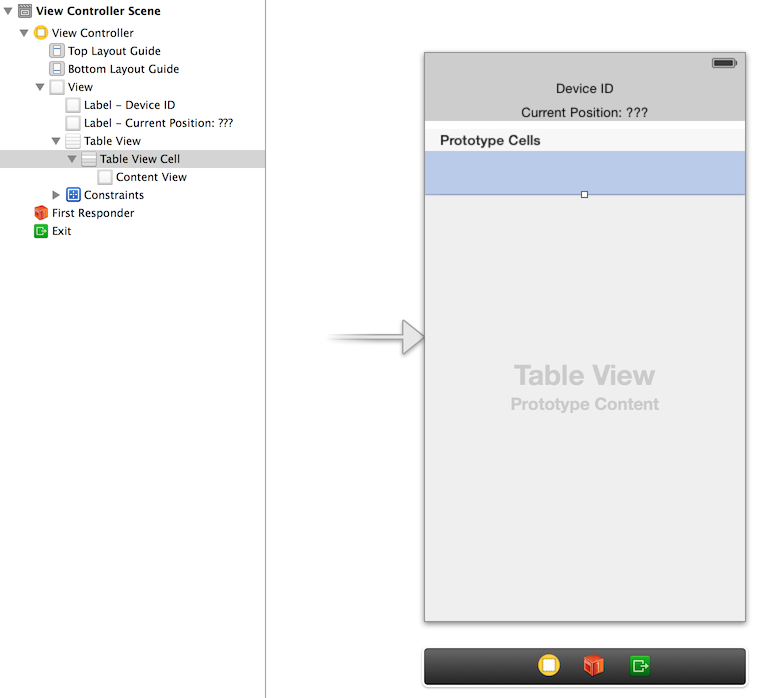 View Controller Scene
View Controller
Top Layout Guide
Bottom Layout Guide
View
Label – Device ID
Label – Current Position: ???
Table View
Table View Cell
Content View
Constraints
First Responder
Exit
Device ID
Current Position: ???
Prototype Cells
Table View
Prototype Content